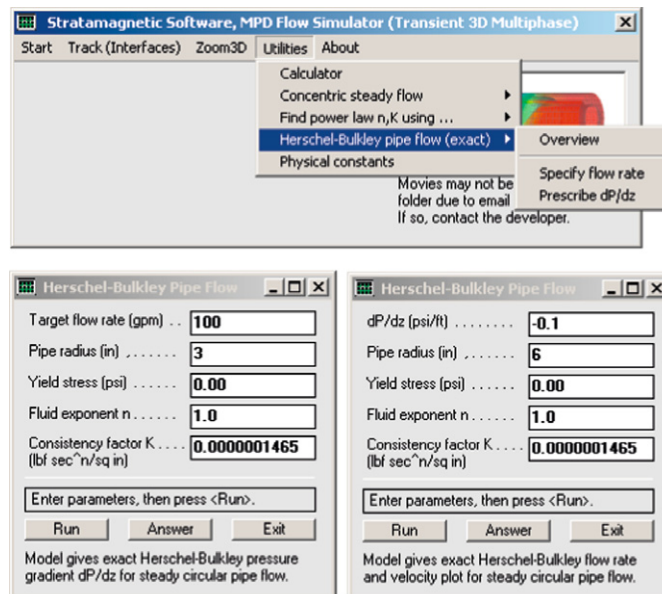 Stratamagnetic Software, MPD Flow Simulator (Transient 3D Multiphase)
Start Track (Interfaces) Zoom3D Utilities About
Calculator
Concentric steady flow
Find power law n,K using ...
Herschel-Bulkley pipe flow (exact)
Physical constants
Overview
Specify flow rate
Prescribe dP/dz
Movies may not be
folder due to email
If so, contact the developer.
Herschel-Bulkley Pipe Flow
Target flow rate (gpm) . . 100
Pipe radius (in) , . . . . . . 3
Yield stress (psi) . . . . . . 0.00
Fluid exponent n . . . . . . 1.0
Consistency factor K . . . . 0.0000001465
(lbf sec^n/sq in)
Enter parameters, then press <Run>.
Run Answer Exit
Model gives exact Herschel-Bulkley pressure
gradient dP/dz for steady circular pipe flow.
Herschel-Bulkley Pipe Flow
dP/dz (psi/ft) . . . . . . . . -0.1
Pipe radius (in) , . . . . . . 6
Yield stress (psi) . . . . . . 0.00
Fluid exponent n . . . . . . 1.0
Consistency factor K . . . . 0.0000001465
(lbf sec^n/sq in)
Enter parameters, then press <Run>.
Run Answer Exit
Model gives exact Herschel-Bulkley flow rate
and velocity plot for steady circular pipe flow.